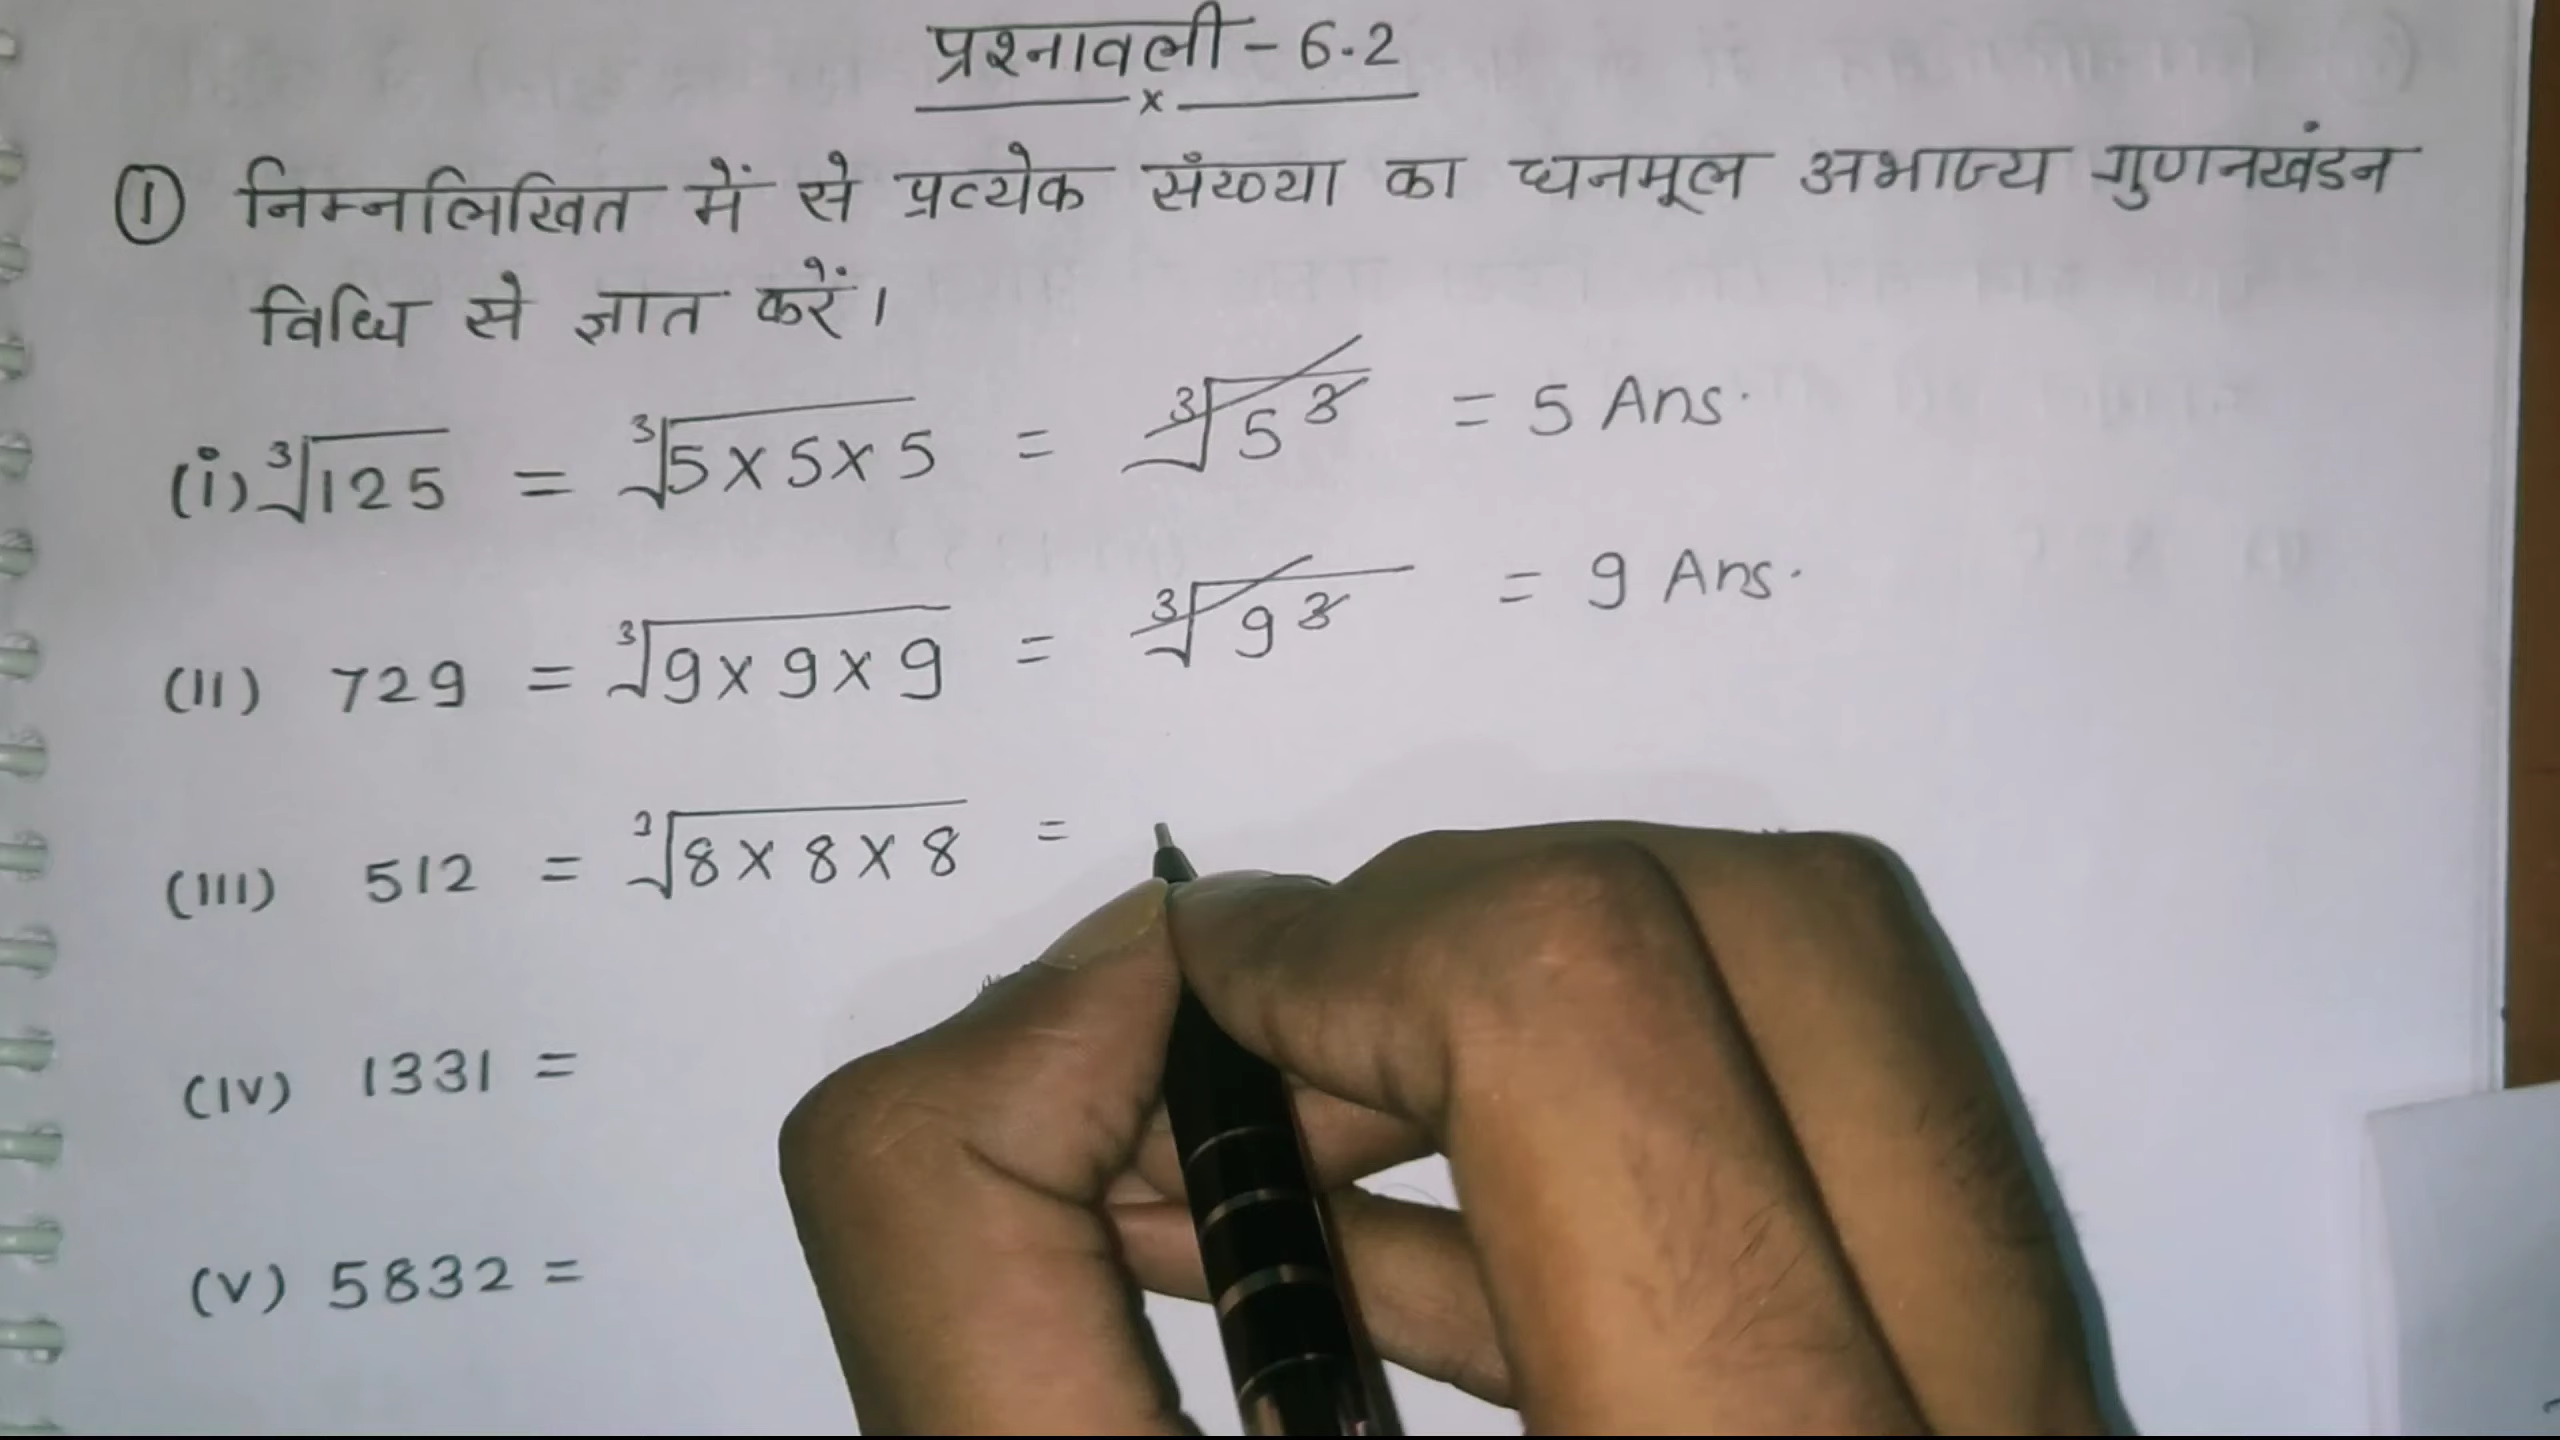 प्रश्नावली - 6.2
x
① निम्नलिखित में से प्रत्येक संख्या का घनमूल अभाज्य गुणनखंडन
विधि से ज्ञात करें।
(i) ∛125 = ∛5×5×5 = ∛5³ = 5 Ans.
(II) 729 = ∛9×9×9 = ∛9³ = 9 Ans.
(III) 512 = ∛8×8×8 =
(IV) 1331 =
(V) 5832 =